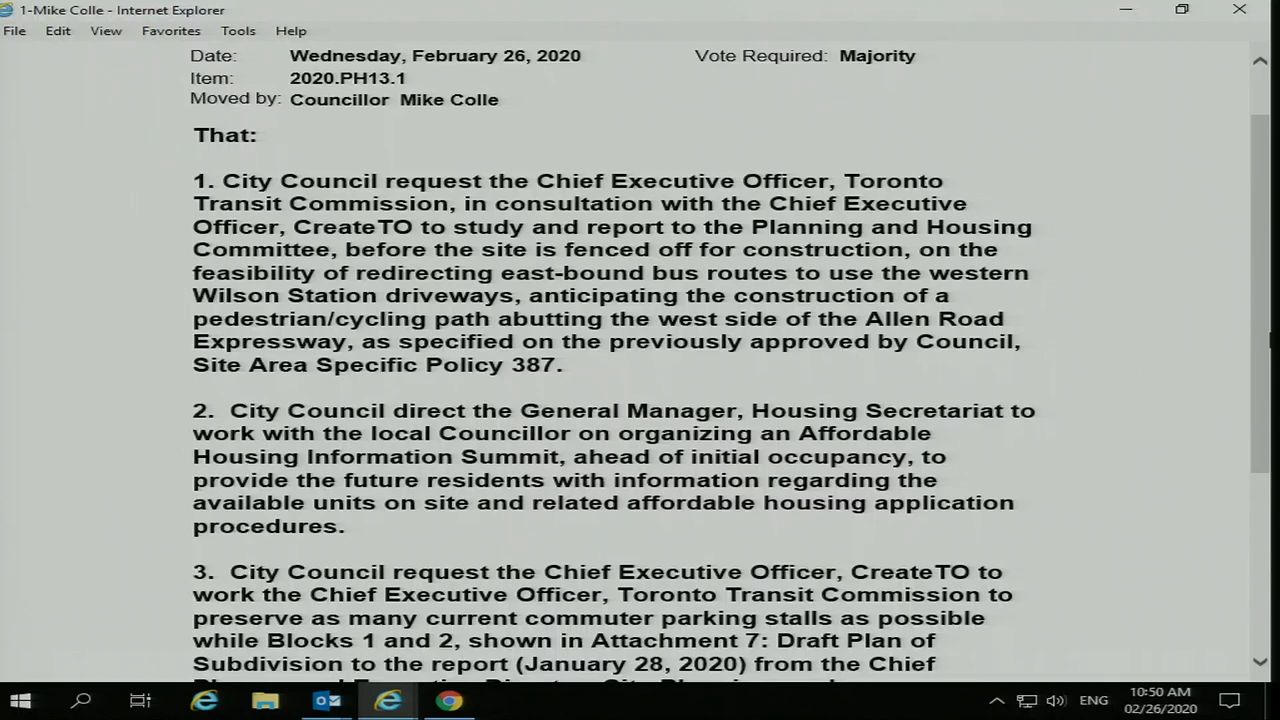 1-Mike Colle - Internet Explorer
File Edit View Favorites Tools Help
Date: Wednesday, February 26, 2020 Vote Required: Majority
Item: 2020.PH13.1
Moved by: Councillor Mike Colle
That:
1. City Council request the Chief Executive Officer, Toronto
Transit Commission, in consultation with the Chief Executive
Officer, CreateTO to study and report to the Planning and Housing
Committee, before the site is fenced off for construction, on the
feasibility of redirecting east-bound bus routes to use the western
Wilson Station driveways, anticipating the construction of a
pedestrian/cycling path abutting the west side of the Allen Road
Expressway, as specified on the previously approved by Council,
Site Area Specific Policy 387.
2. City Council direct the General Manager, Housing Secretariat to
work with the local Councillor on organizing an Affordable
Housing Information Summit, ahead of initial occupancy, to
provide the future residents with information regarding the
available units on site and related affordable housing application
procedures.
3. City Council request the Chief Executive Officer, CreateTO to
work the Chief Executive Officer, Toronto Transit Commission to
preserve as many current commuter parking stalls as possible
while Blocks 1 and 2, shown in Attachment 7: Draft Plan of
Subdivision to the report (January 28, 2020) from the Chief
ENG 10:50 AM
02/26/2020